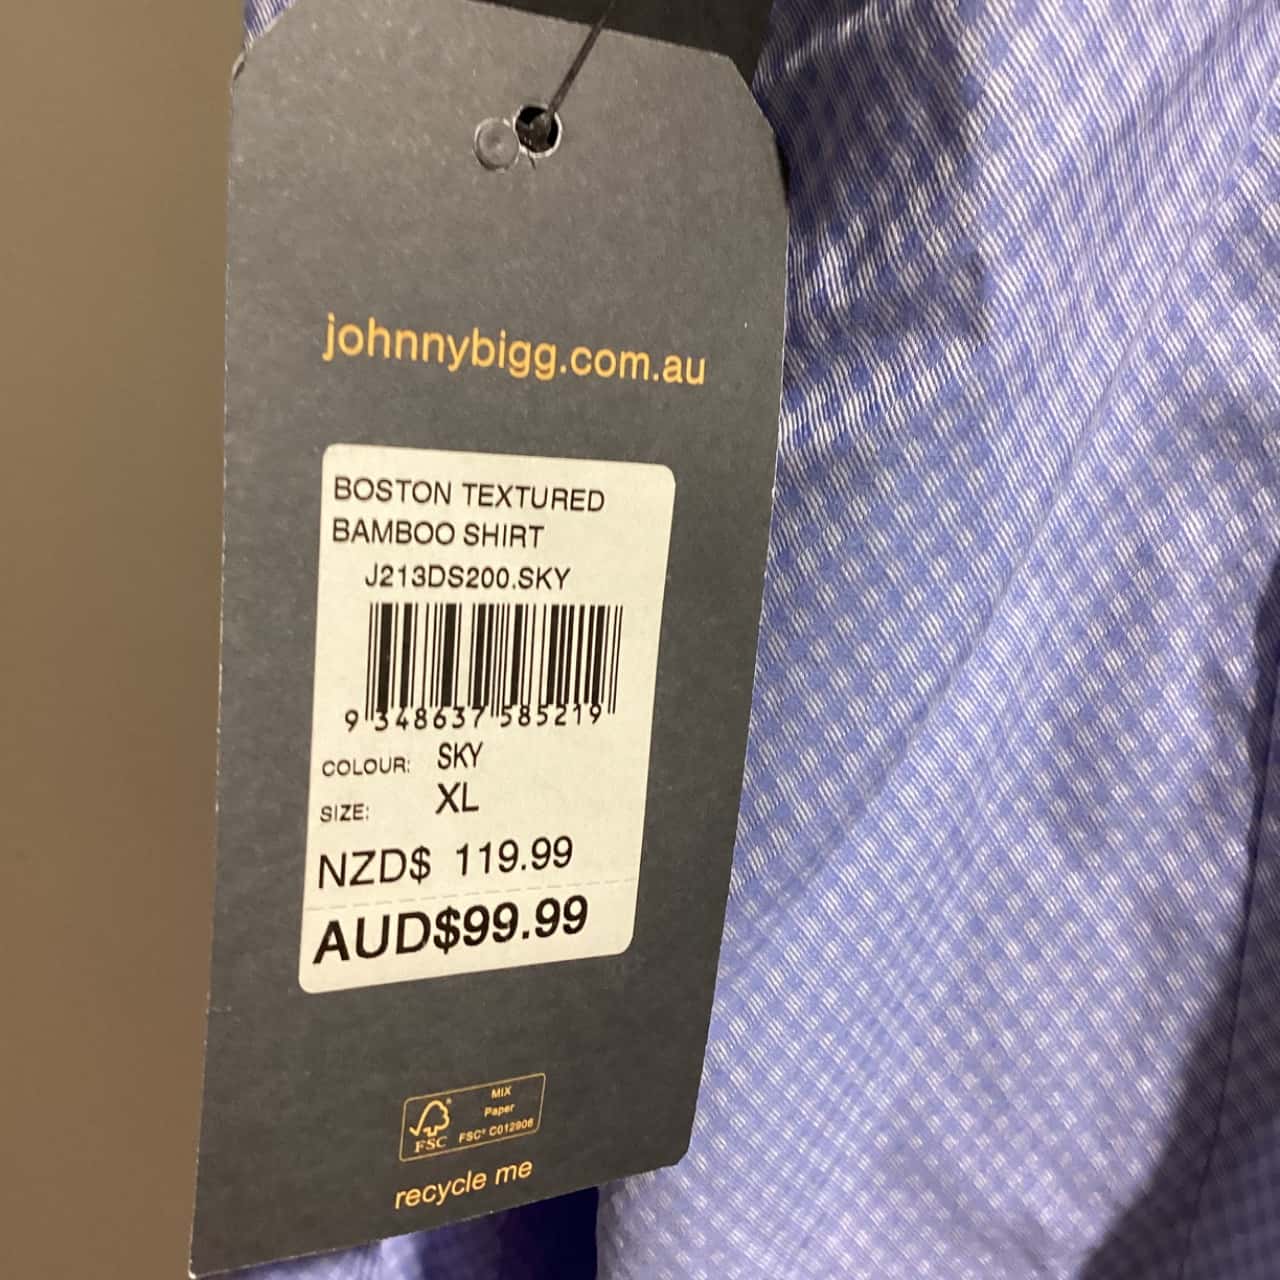 johnnybigg.com.au
BOSTON TEXTURED
BAMBOO SHIRT
J213DS200.SKY
9 348637 585219
COLOUR: SKY
SIZE: XL
NZD$ 119.99
AUD$99.99
MIX
Paper
FSC® C012906
FSC
recycle me